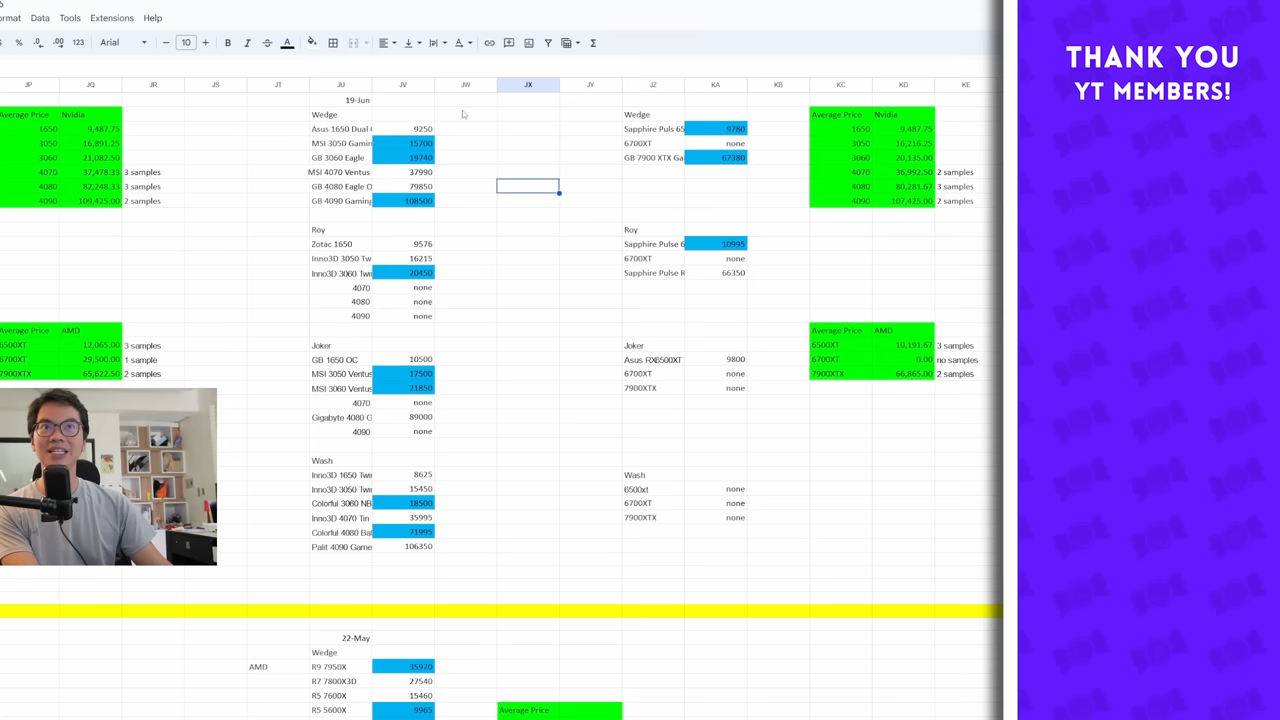 ormat Data Tools Extensions Help
% .0 .00 123 Arial 10 B I A
JP JQ JR JS JT JU JV JW JX JY JZ KA KB KC KD KE
19-Jun
Average Price Nvidia Wedge Wedge Average Price Nvidia
1650 9,487.75 Asus 1650 Dual 9250 Sapphire Puls 65 9780 1650 9,487.75
3050 16,891.25 MSI 3050 Gamin 15700 6700XT none 3050 16,216.25
3060 21,082.50 GB 3060 Eagle 19740 GB 7900 XTX Ga 67380 3060 20,135.00
4070 37,478.33 3 samples MSI 4070 Ventus 37990 4070 36,992.50 2 samples
4080 82,248.33 3 samples GB 4080 Eagle O 79850 4080 80,281.67 3 samples
4090 109,425.00 2 samples GB 4090 Gaming 108500 4090 107,425.00 2 samples
Roy Roy
Zotac 1650 9576 Sapphire Pulse 6 10995
Inno3D 3050 Tw 16215 6700XT none
Inno3D 3060 Twi 20450 Sapphire Pulse R 66350
4070 none
4080 none
4090 none
Average Price AMD Average Price AMD
6500XT 12,065.00 3 samples Joker Joker 6500XT 10,191.67 3 samples
6700XT 29,500.00 1 sample GB 1650 OC 10500 Asus RX6500XT 9800 6700XT 0.00 no samples
7900XTX 65,622.50 2 samples MSI 3050 Ventus 17500 6700XT none 7900XTX 66,865.00 2 samples
MSI 3060 Ventus 21850 7900XTX none
4070 none
Gigabyte 4080 G 89000
4090 none
Wash Wash
Inno3D 1650 Twi 8625 6500xt none
Inno3D 3050 Twi 15450 6700XT none
Colorful 3060 NB 18500 7900XTX none
Inno3D 4070 Tin 35995
Colorful 4080 Bat 71995
Palit 4090 Game 106350
22-May
Wedge
AMD R9 7950X 35970
R7 7800X3D 27540
R5 7600X 15460
R5 5600X 9965 Average Price
THANK YOU
YT MEMBERS!